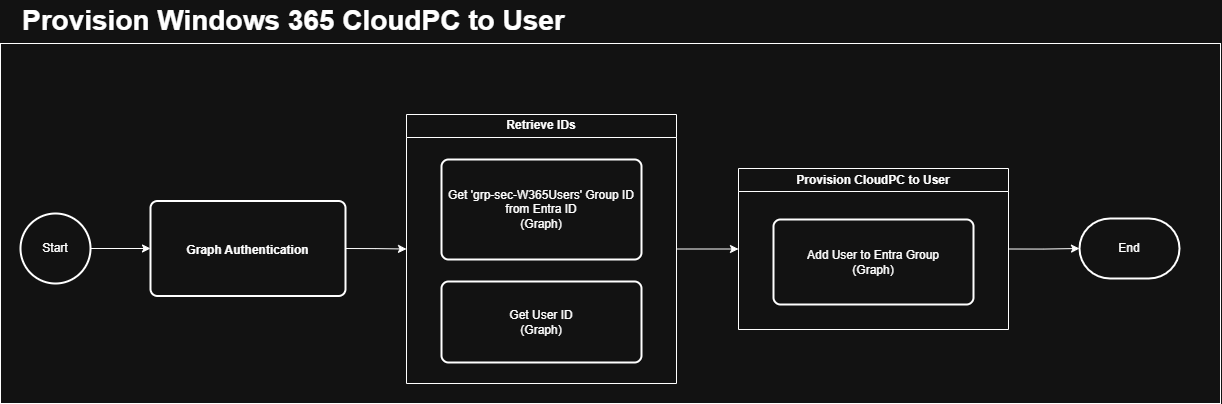 Provision Windows 365 CloudPC to User
Start
Graph Authentication
Retrieve IDs
Get 'grp-sec-W365Users' Group ID
from Entra ID
(Graph)
Get User ID
(Graph)
Provision CloudPC to User
Add User to Entra Group
(Graph)
End